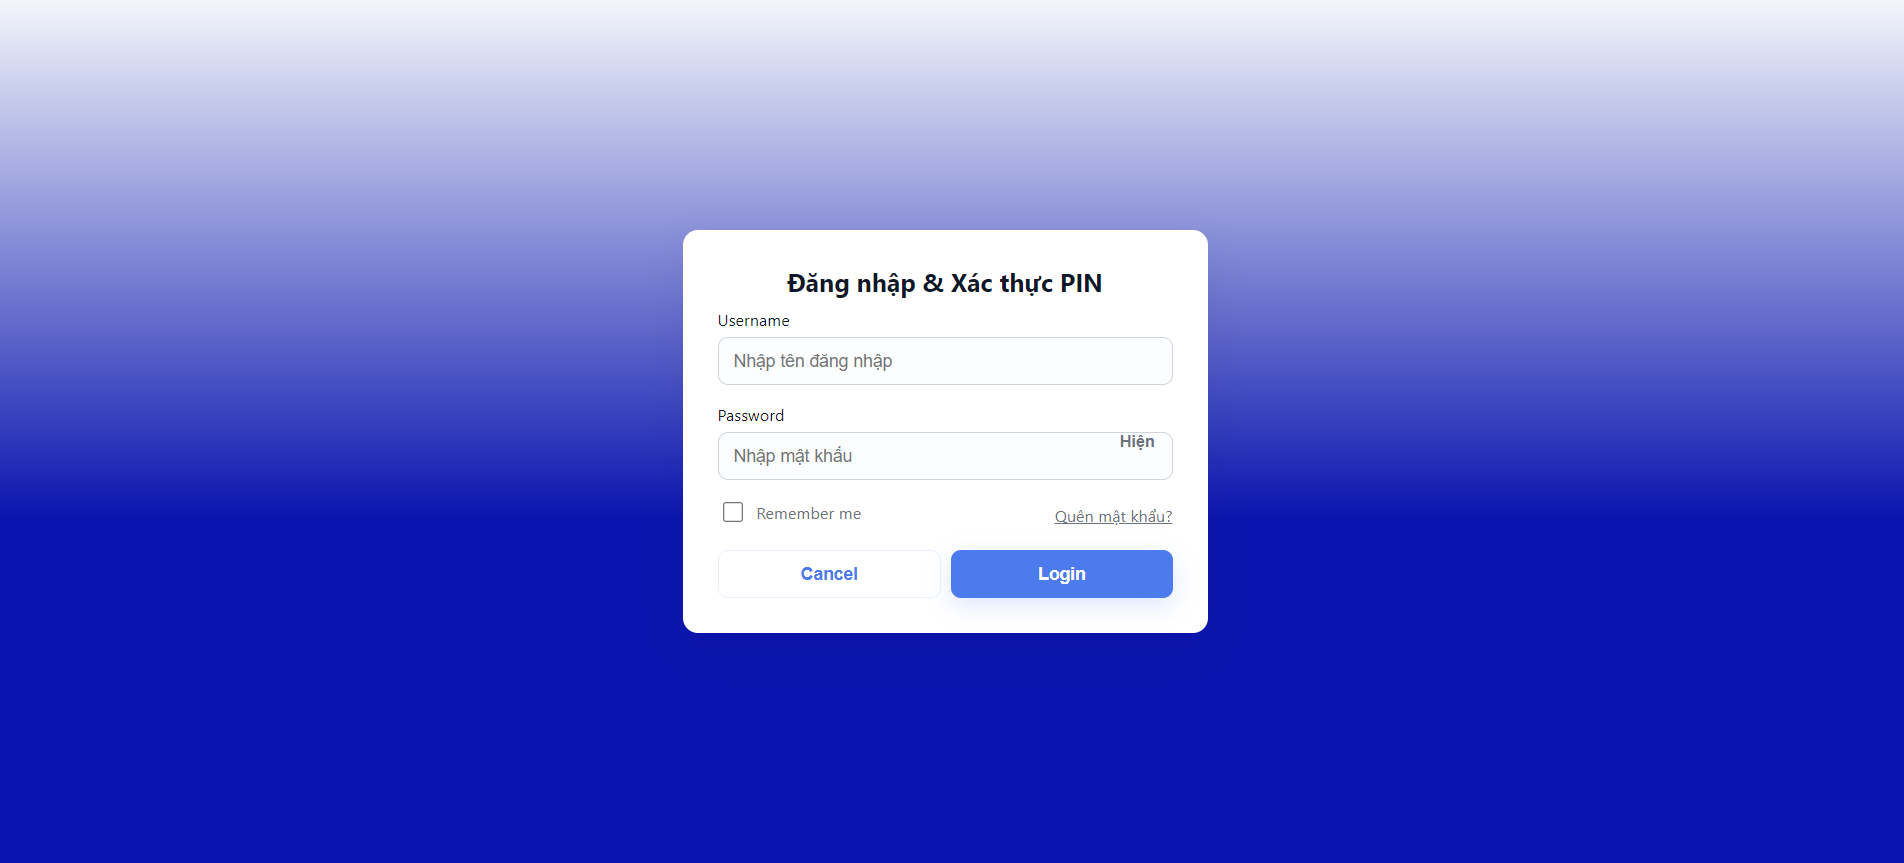 Đăng nhập & Xác thực PIN
Username
Nhập tên đăng nhập
Password
Nhập mật khẩu
Hiện
Remember me
Quên mật khẩu?
Cancel
Login